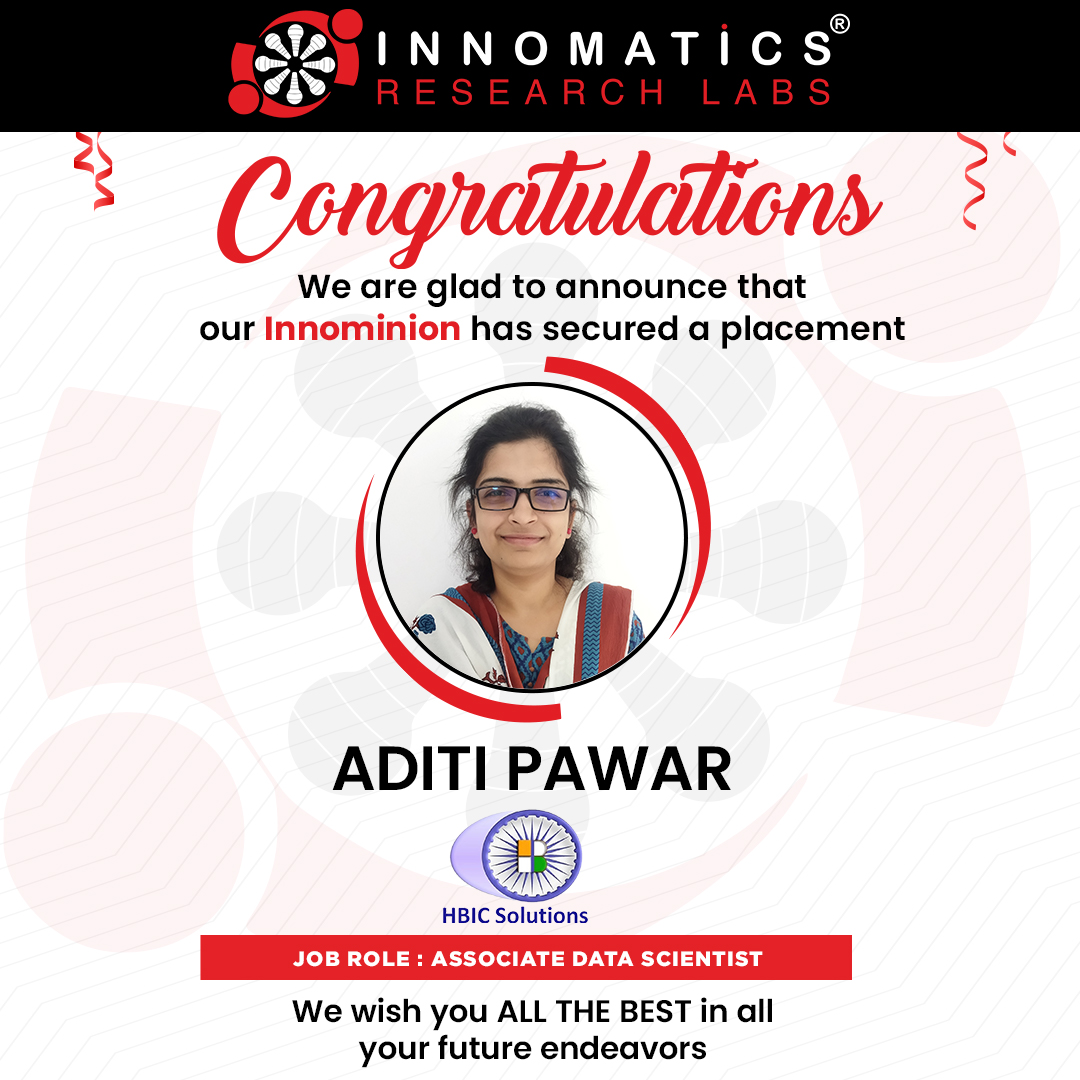 INNOMATICS®
RESEARCH LABS
Congratulations
We are glad to announce that
our Innominion has secured a placement
ADITI PAWAR
HB
HBIC Solutions
JOB ROLE : ASSOCIATE DATA SCIENTIST
We wish you ALL THE BEST in all
your future endeavors